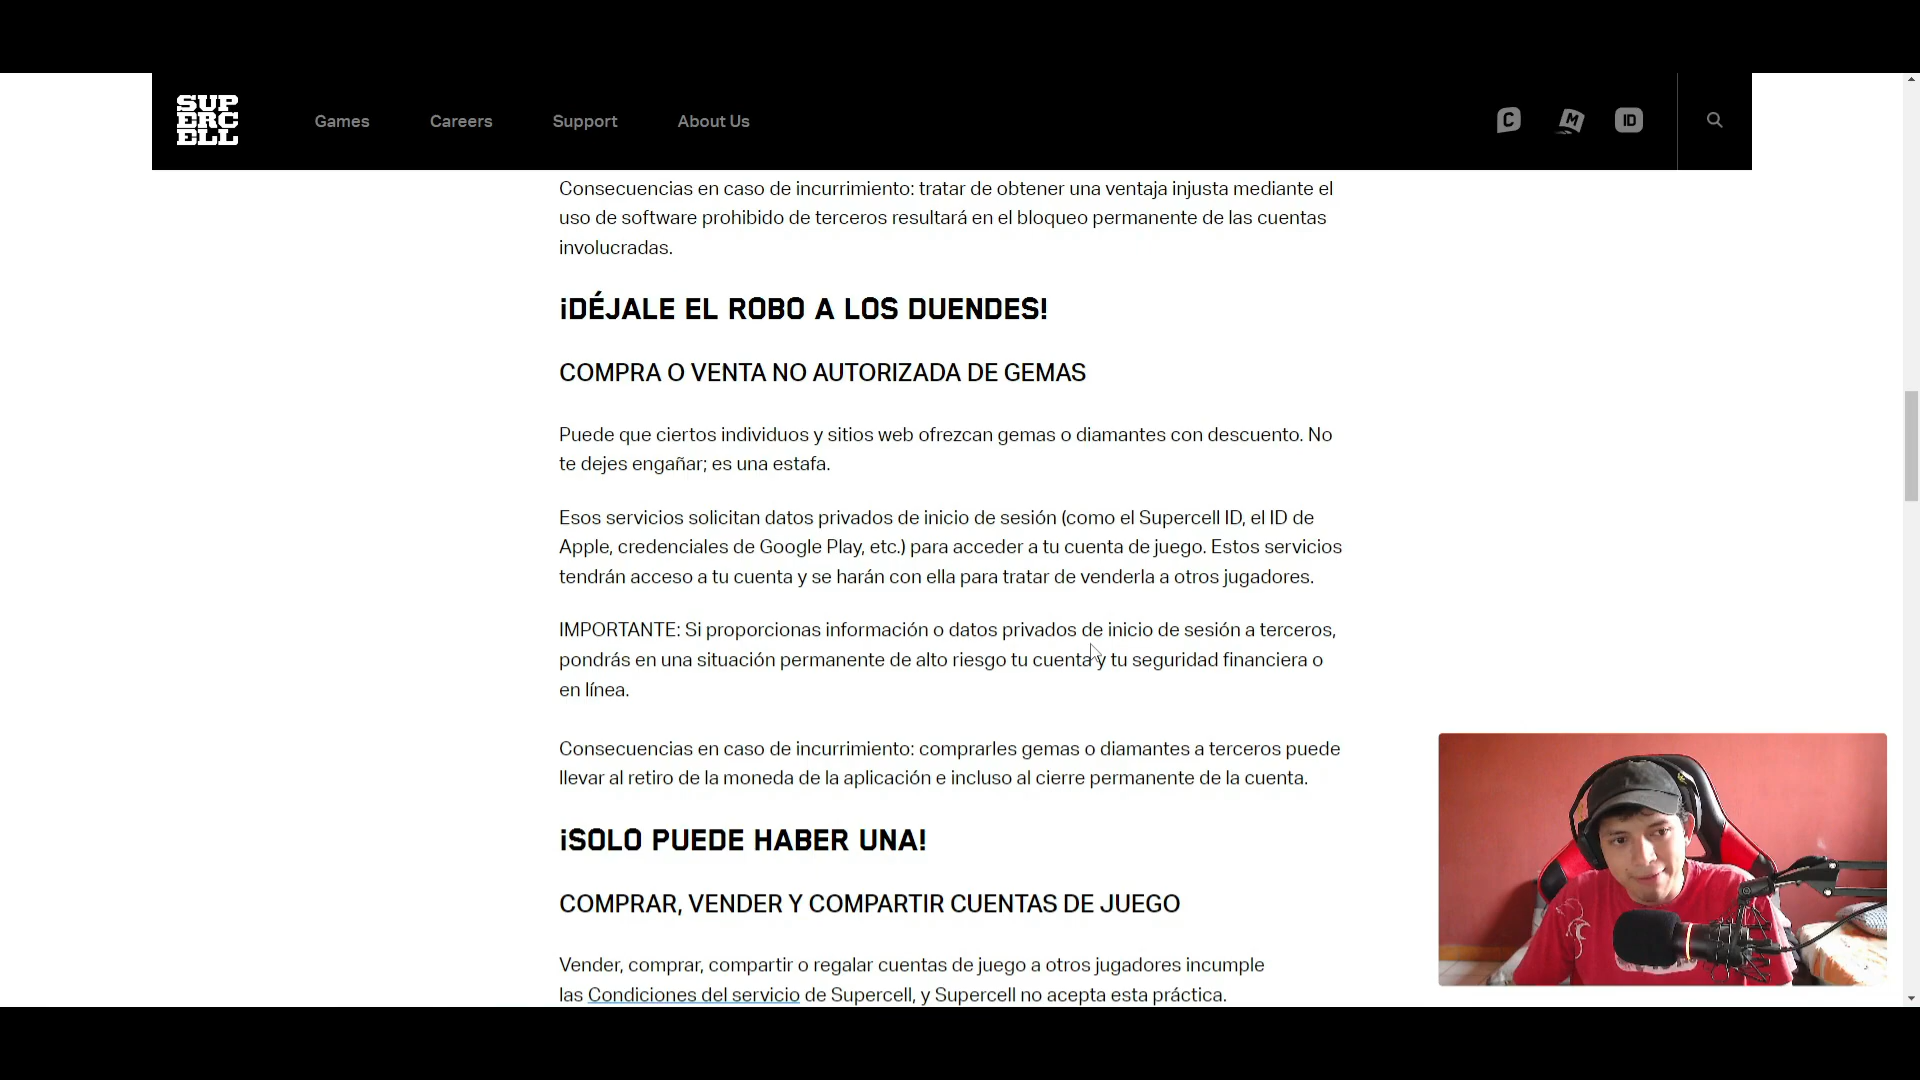 SUP
ERC
ELL
Games
Careers
Support
About Us
C
M
ID
Consecuencias en caso de incurrimiento: tratar de obtener una ventaja injusta mediante el
uso de software prohibido de terceros resultará en el bloqueo permanente de las cuentas
involucradas.
¡DÉJALE EL ROBO A LOS DUENDES!
COMPRA O VENTA NO AUTORIZADA DE GEMAS
Puede que ciertos individuos y sitios web ofrezcan gemas o diamantes con descuento. No
te dejes engañar; es una estafa.
Esos servicios solicitan datos privados de inicio de sesión (como el Supercell ID, el ID de
Apple, credenciales de Google Play, etc.) para acceder a tu cuenta de juego. Estos servicios
tendrán acceso a tu cuenta y se harán con ella para tratar de venderla a otros jugadores.
IMPORTANTE: Si proporcionas información o datos privados de inicio de sesión a terceros,
pondrás en una situación permanente de alto riesgo tu cuenta y tu seguridad financiera o
en línea.
Consecuencias en caso de incurrimiento: comprarles gemas o diamantes a terceros puede
llevar al retiro de la moneda de la aplicación e incluso al cierre permanente de la cuenta.
¡SOLO PUEDE HABER UNA!
COMPRAR, VENDER Y COMPARTIR CUENTAS DE JUEGO
Vender, comprar, compartir o regalar cuentas de juego a otros jugadores incumple
las Condiciones del servicio de Supercell, y Supercell no acepta esta práctica.